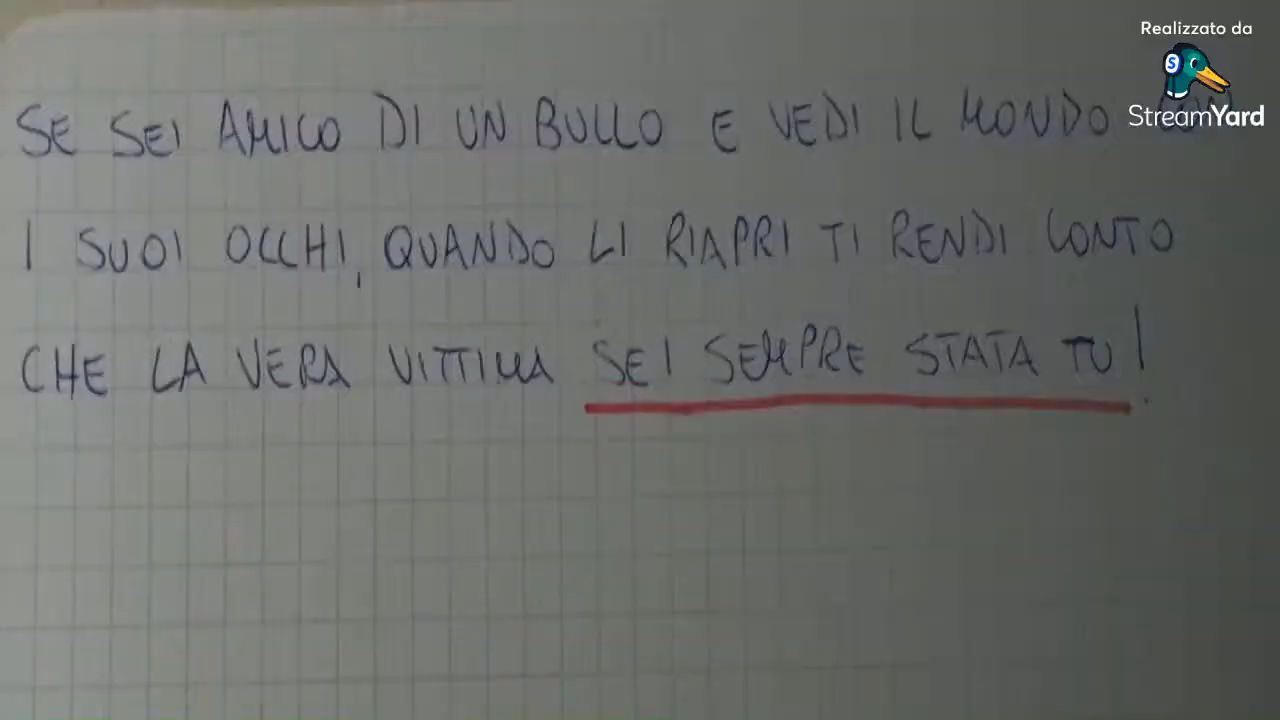 Realizzato da
StreamYard
SE SEI AMICO DI UN BULLO E VEDI IL MONDO CON
I SUOI OCCHI, QUANDO LI RIAPRI TI RENDI CONTO
CHE LA VERA VITTIMA SEI SEMPRE STATA TU!